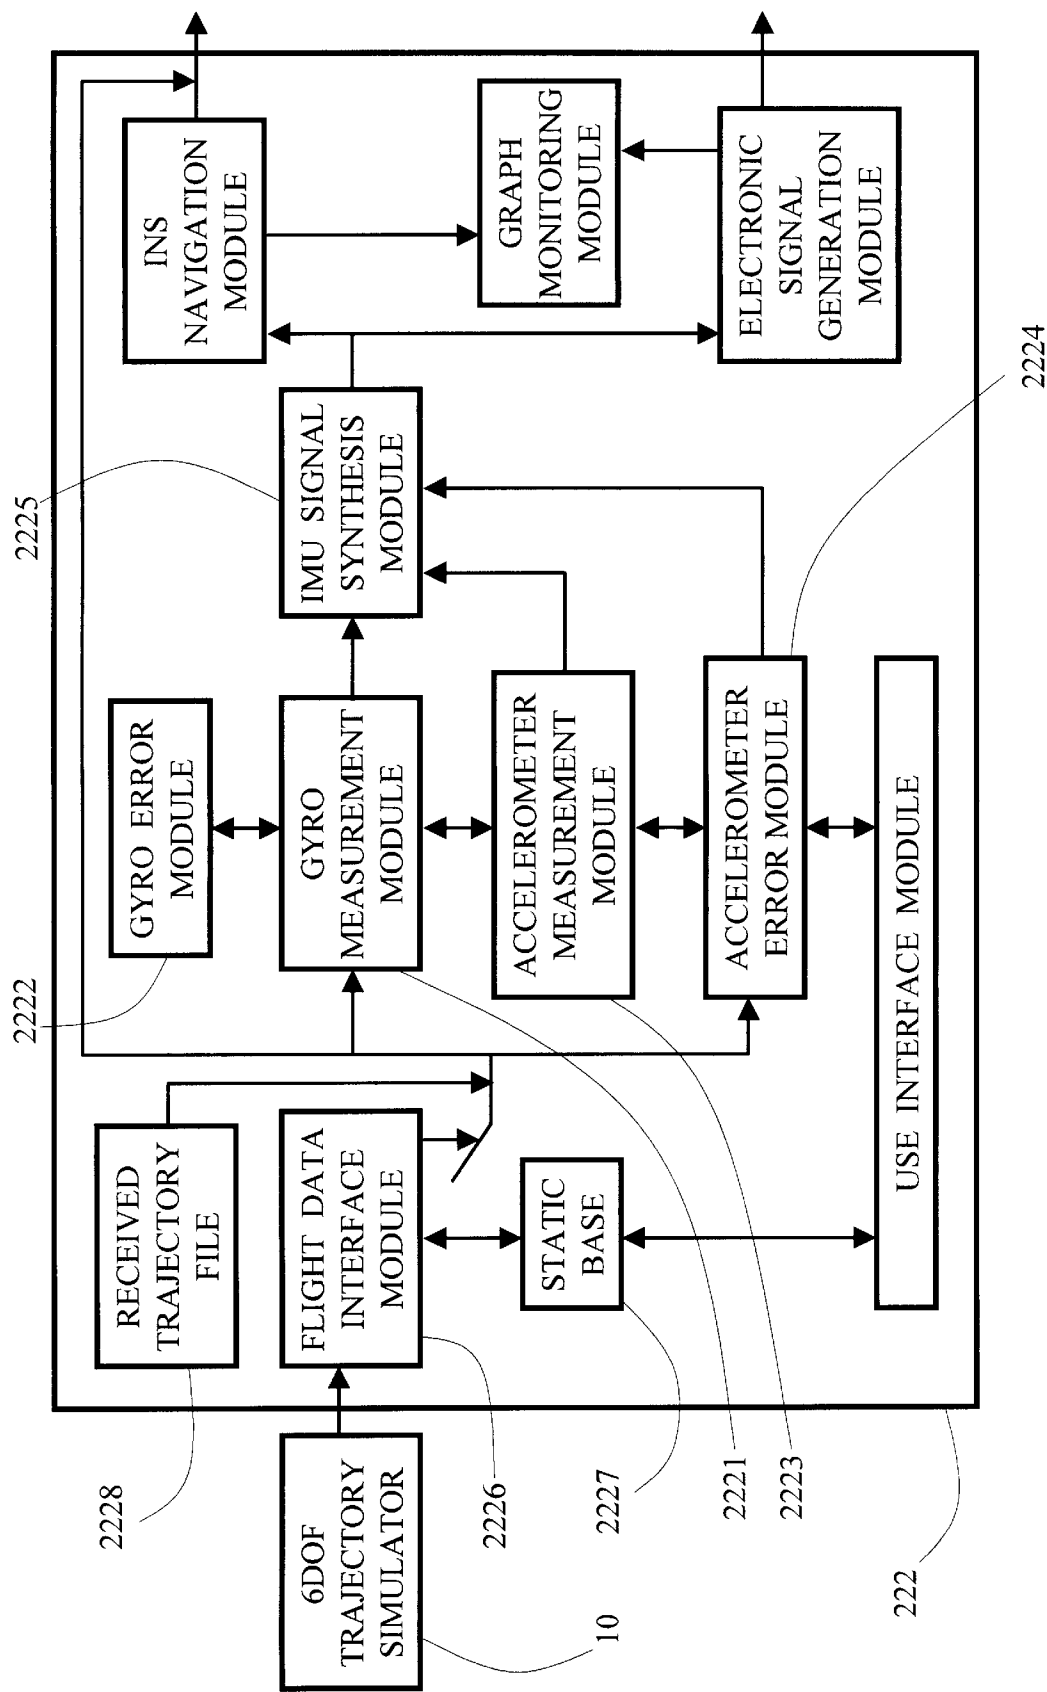 6DOF
TRAJECTORY
SIMULATOR
10
RECEIVED
TRAJECTORY
FILE
2228
FLIGHT DATA
INTERFACE
MODULE
2226
STATIC
BASE
2227
GYRO ERROR
MODULE
2222
GYRO
MEASUREMENT
MODULE
2221
ACCELEROMETER
MEASUREMENT
MODULE
2223
ACCELEROMETER
ERROR MODULE
2224
USE INTERFACE MODULE
IMU SIGNAL
SYNTHESIS
MODULE
2225
INS
NAVIGATION
MODULE
GRAPH
MONITORING
MODULE
ELECTRONIC
SIGNAL
GENERATION
MODULE
222